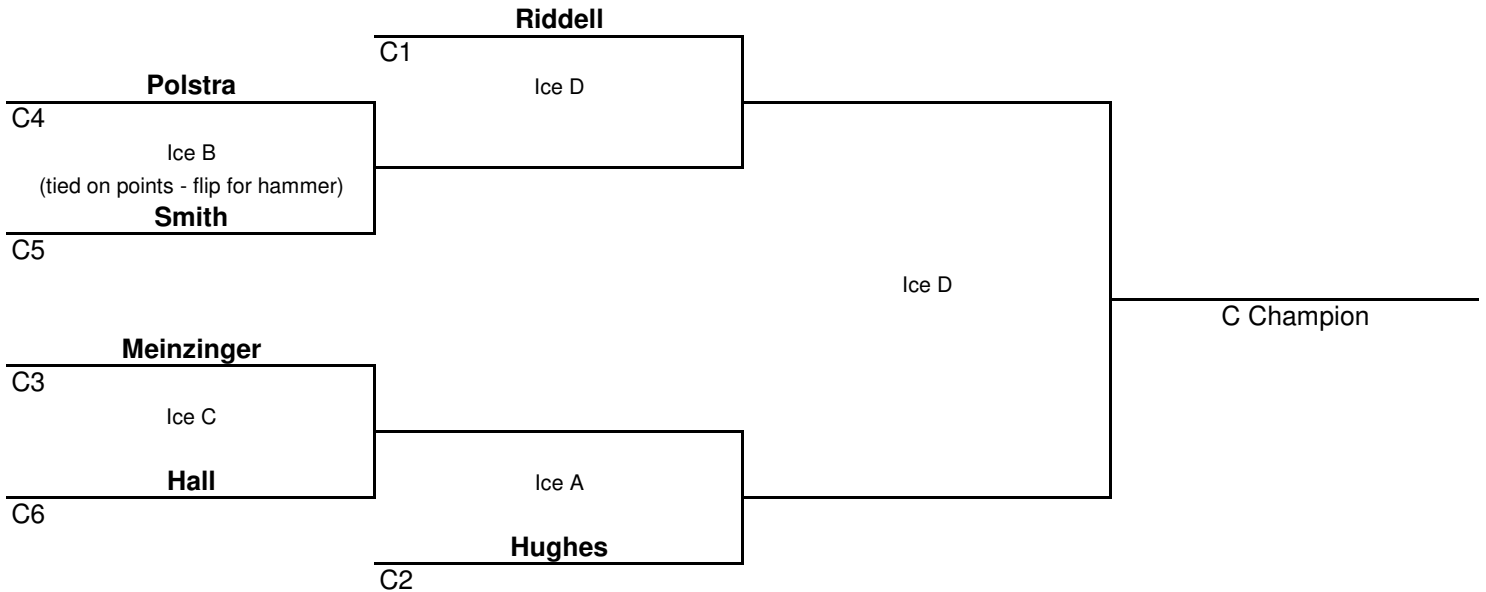 Riddell
C1
Ice D
Polstra
C4
Ice B
(tied on points - flip for hammer)
Smith
C5
Ice D
C Champion
Meinzinger
C3
Ice C
Hall
C6
Ice A
Hughes
C2